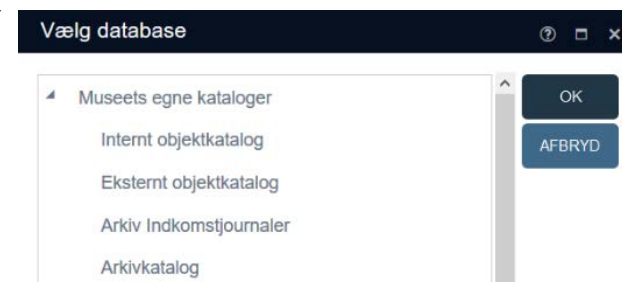 Vælg database
Museets egne kataloger
OK
Internt objektkatalog
AFBRYD
Eksternt objektkatalog
Arkiv Indkomstjournaler
Arkivkatalog